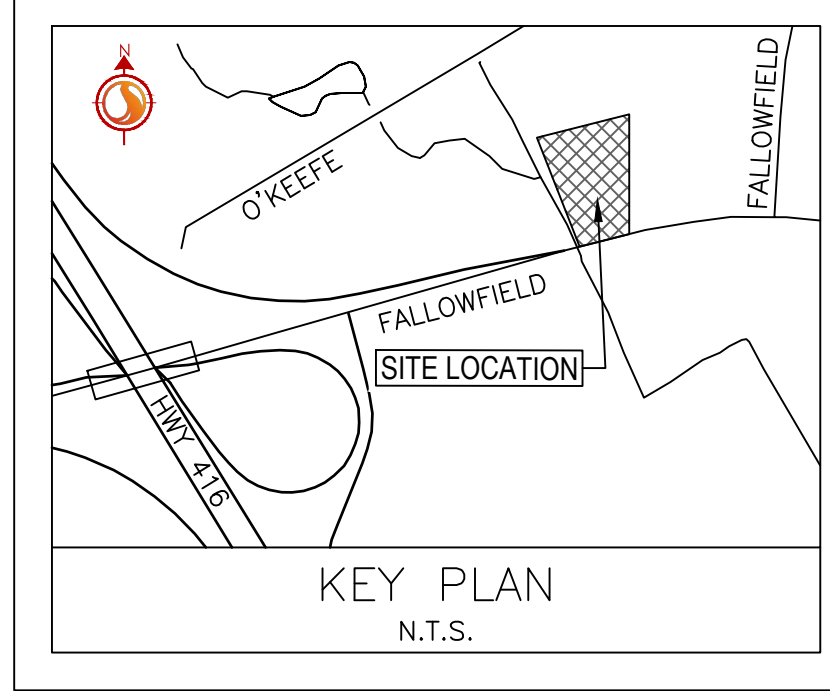 N
FALLOWFIELD
O'KEEFE
FALLOWFIELD
SITE LOCATION
HWY 416
KEY PLAN
N.T.S.